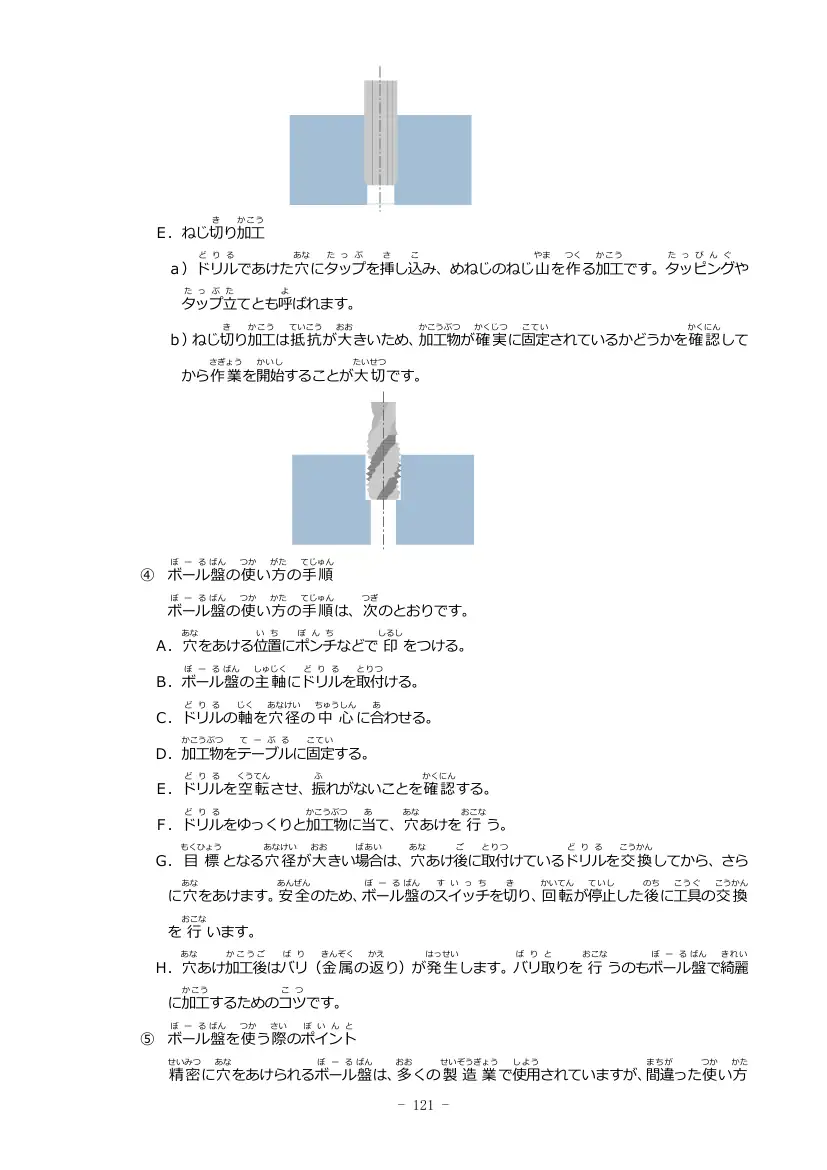 E．ねじ切り加工
a）ドリルであけた穴にタップを挿し込み、めねじのねじ山を作る加工です。タッピングや
タップ立てとも呼ばれます。
b）ねじ切り加工は抵抗が大きいため、加工物が確実に固定されているかどうかを確認して
から作業を開始することが大切です。
④ ボール盤の使い方の手順
ボール盤の使い方の手順は、次のとおりです。
A．穴をあける位置にポンチなどで印をつける。
B．ボール盤の主軸にドリルを取付ける。
C．ドリルの軸を穴径の中心に合わせる。
D．加工物をテーブルに固定する。
E．ドリルを空転させ、振れがないことを確認する。
F．ドリルをゆっくりと加工物に当て、穴あけを行う。
G．目標となる穴径が大きい場合は、穴あけ後に取付けているドリルを交換してから、さら
に穴をあけます。安全のため、ボール盤のスイッチを切り、回転が停止した後に工具の交換
を行います。
H．穴あけ加工後はバリ（金属の返り）が発生します。バリ取りを行うのもボール盤で綺麗
に加工するためのコツです。
⑤ ボール盤を使う際のポイント
精密に穴をあけられるボール盤は、多くの製造業で使用されていますが、間違った使い方
- 121 -